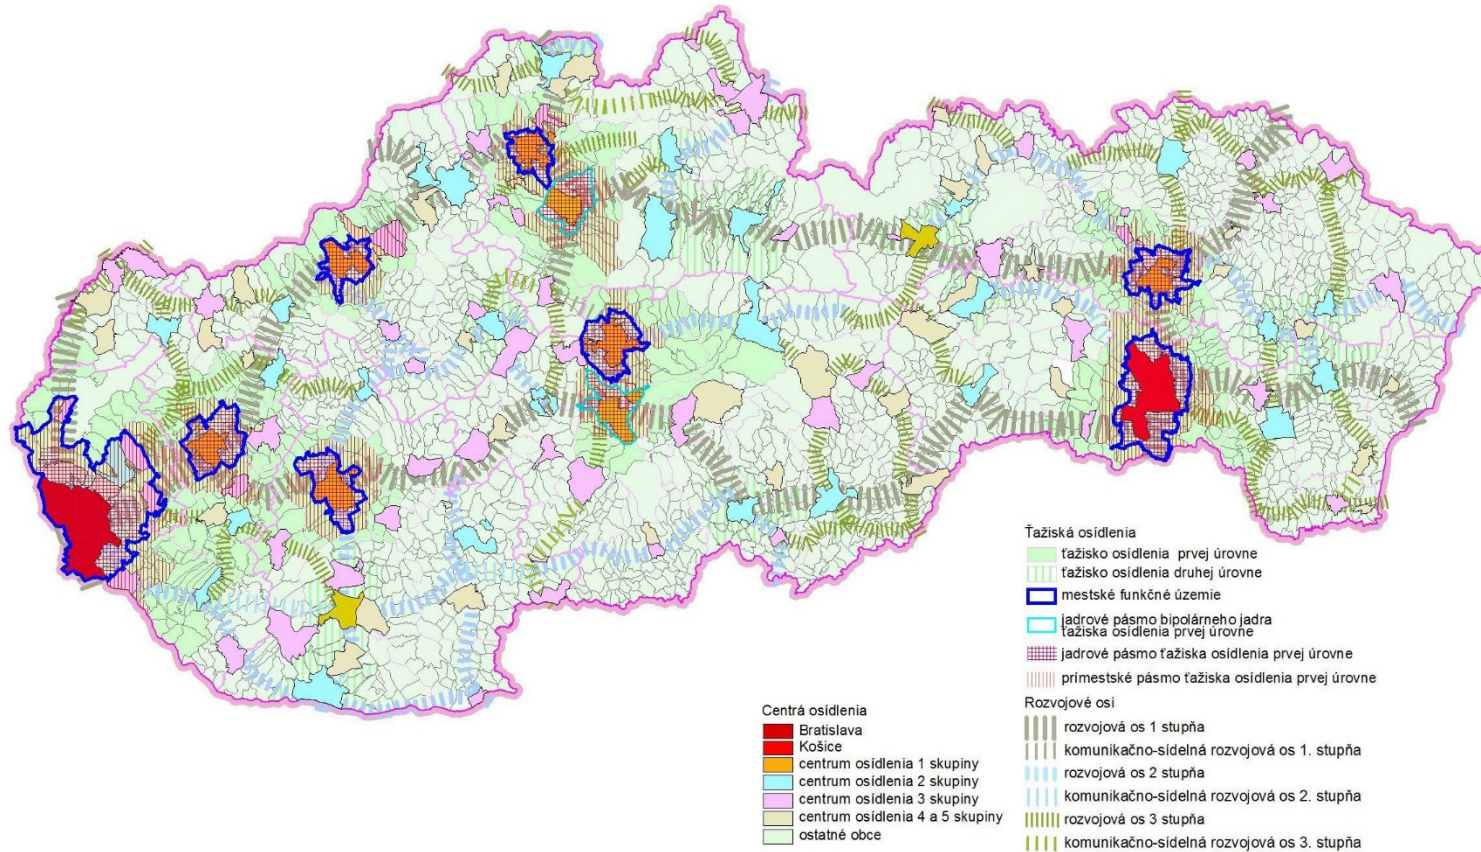 Ťažiská osídlenia
ťažisko osídlenia prvej úrovne
ťažisko osídlenia druhej úrovne
mestské funkčné územie
jadrové pásmo bipolárneho jadra
ťažiska osídlenia prvej úrovne
jadrové pásmo ťažiska osídlenia prvej úrovne
prímestské pásmo ťažiska osídlenia prvej úrovne
Rozvojové osi
rozvojová os 1 stupňa
komunikačno-sídelná rozvojová os 1. stupňa
rozvojová os 2 stupňa
komunikačno-sídelná rozvojová os 2. stupňa
rozvojová os 3 stupňa
komunikačno-sídelná rozvojová os 3. stupňa
Centrá osídlenia
Bratislava
Košice
centrum osídlenia 1 skupiny
centrum osídlenia 2 skupiny
centrum osídlenia 3 skupiny
centrum osídlenia 4 a 5 skupiny
ostatné obce